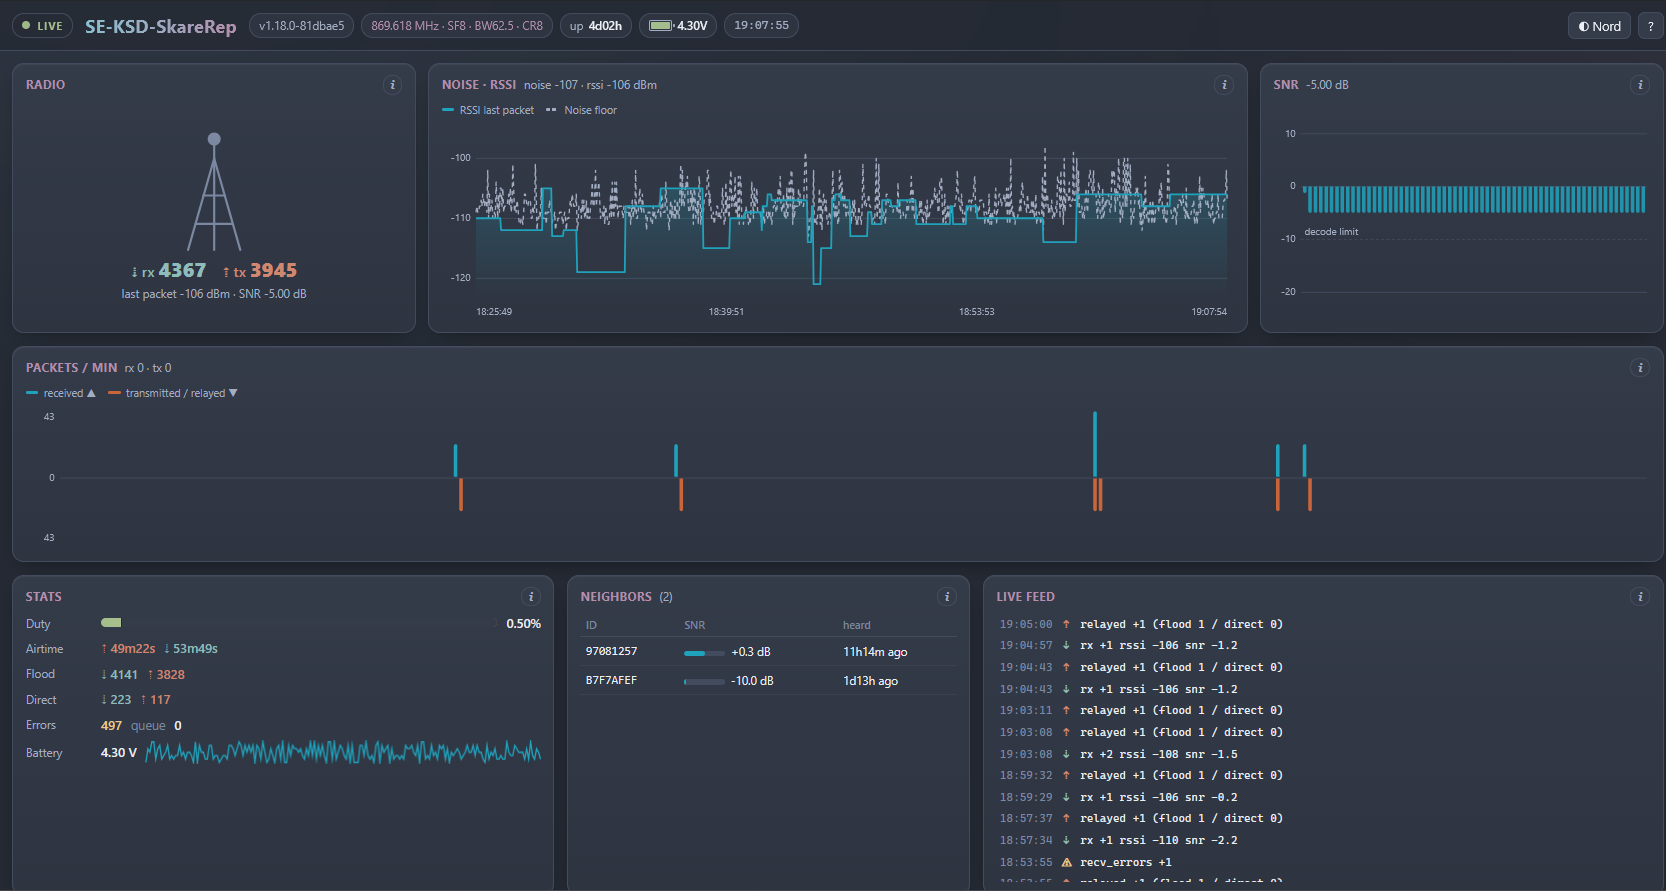 LIVE SE-KSD-SkareRep v1.18.0-81dbae5 869.618 MHz · SF8 · BW62.5 · CR8 up 4d02h 4.30V 19:07:55 Nord ?
RADIO i
↓ rx 4367 ↑ tx 3945
last packet -106 dBm · SNR -5.00 dB
NOISE · RSSI noise -107 · rssi -106 dBm i
RSSI last packet Noise floor
-100
-110
-120
18:25:49 18:39:51 18:53:53 19:07:54
SNR -5.00 dB i
10
0
decode limit
-10
-20
PACKETS / MIN rx 0 · tx 0 i
received ▲ transmitted / relayed ▼
43
0
43
STATS i
Duty 0.50%
Airtime ↑ 49m22s ↓ 53m49s
Flood ↓ 4141 ↑ 3828
Direct ↓ 223 ↑ 117
Errors 497 queue 0
Battery 4.30 V
NEIGHBORS (2) i
ID SNR heard
97081257 +0.3 dB 11h14m ago
B7F7AFEF -10.0 dB 1d13h ago
LIVE FEED i
19:05:00 ↑ relayed +1 (flood 1 / direct 0)
19:04:57 ↓ rx +1 rssi -106 snr -1.2
19:04:43 ↑ relayed +1 (flood 1 / direct 0)
19:04:43 ↓ rx +1 rssi -106 snr -1.2
19:03:11 ↑ relayed +1 (flood 1 / direct 0)
19:03:08 ↑ relayed +1 (flood 1 / direct 0)
19:03:08 ↓ rx +2 rssi -108 snr -1.5
18:59:32 ↑ relayed +1 (flood 1 / direct 0)
18:59:29 ↓ rx +1 rssi -106 snr -0.2
18:57:37 ↑ relayed +1 (flood 1 / direct 0)
18:57:34 ↓ rx +1 rssi -110 snr -2.2
18:53:55 ⚠ recv_errors +1
18:53:55 ↑ relayed +1 (flood 1 / direct 0)